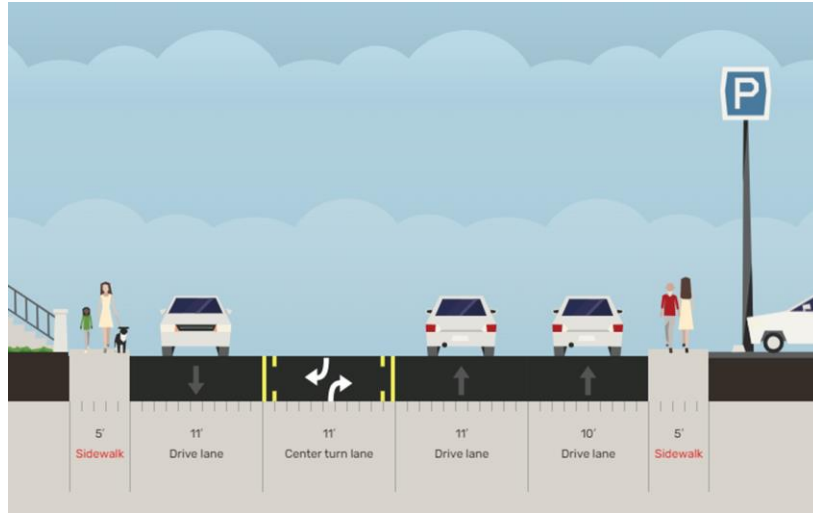 P
5′ 11′ 11′ 11′ 10′ 5′
Sidewalk Drive lane Center turn lane Drive lane Drive lane Sidewalk